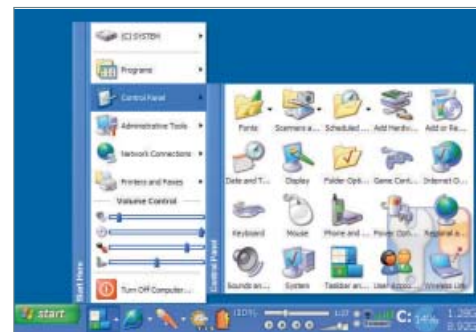 (C) SYSTEM
Programs
Control Panel
Administrative Tools
Network Connections
Printers and Faxes
Volume Control
Turn Off Computer...
Start Here
Control Panel
Fonts
Scanners a...
Scheduled ...
Add Hardw...
Add or Re...
Date and T...
Display
Folder Opti...
Game Cont...
Internet O...
Keyboard
Mouse
Phone and ...
Power Opti...
Regional a...
Sounds an...
System
Taskbar an...
User Accou...
Wireless Link
start
C: